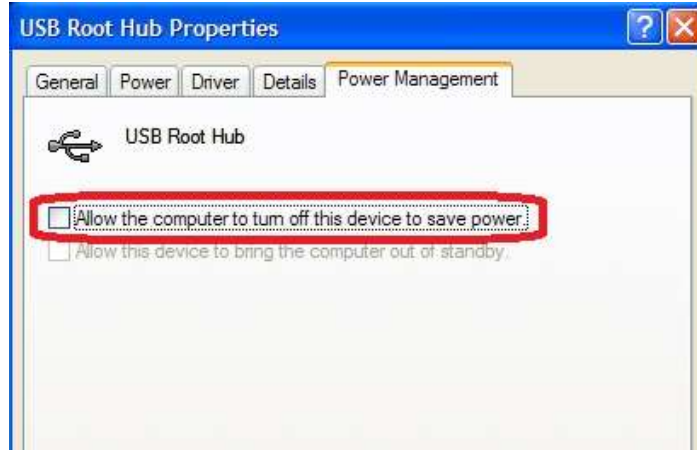 USB Root Hub Properties
General Power Driver Details Power Management
USB Root Hub
Allow the computer to turn off this device to save power.
Allow this device to bring the computer out of standby.